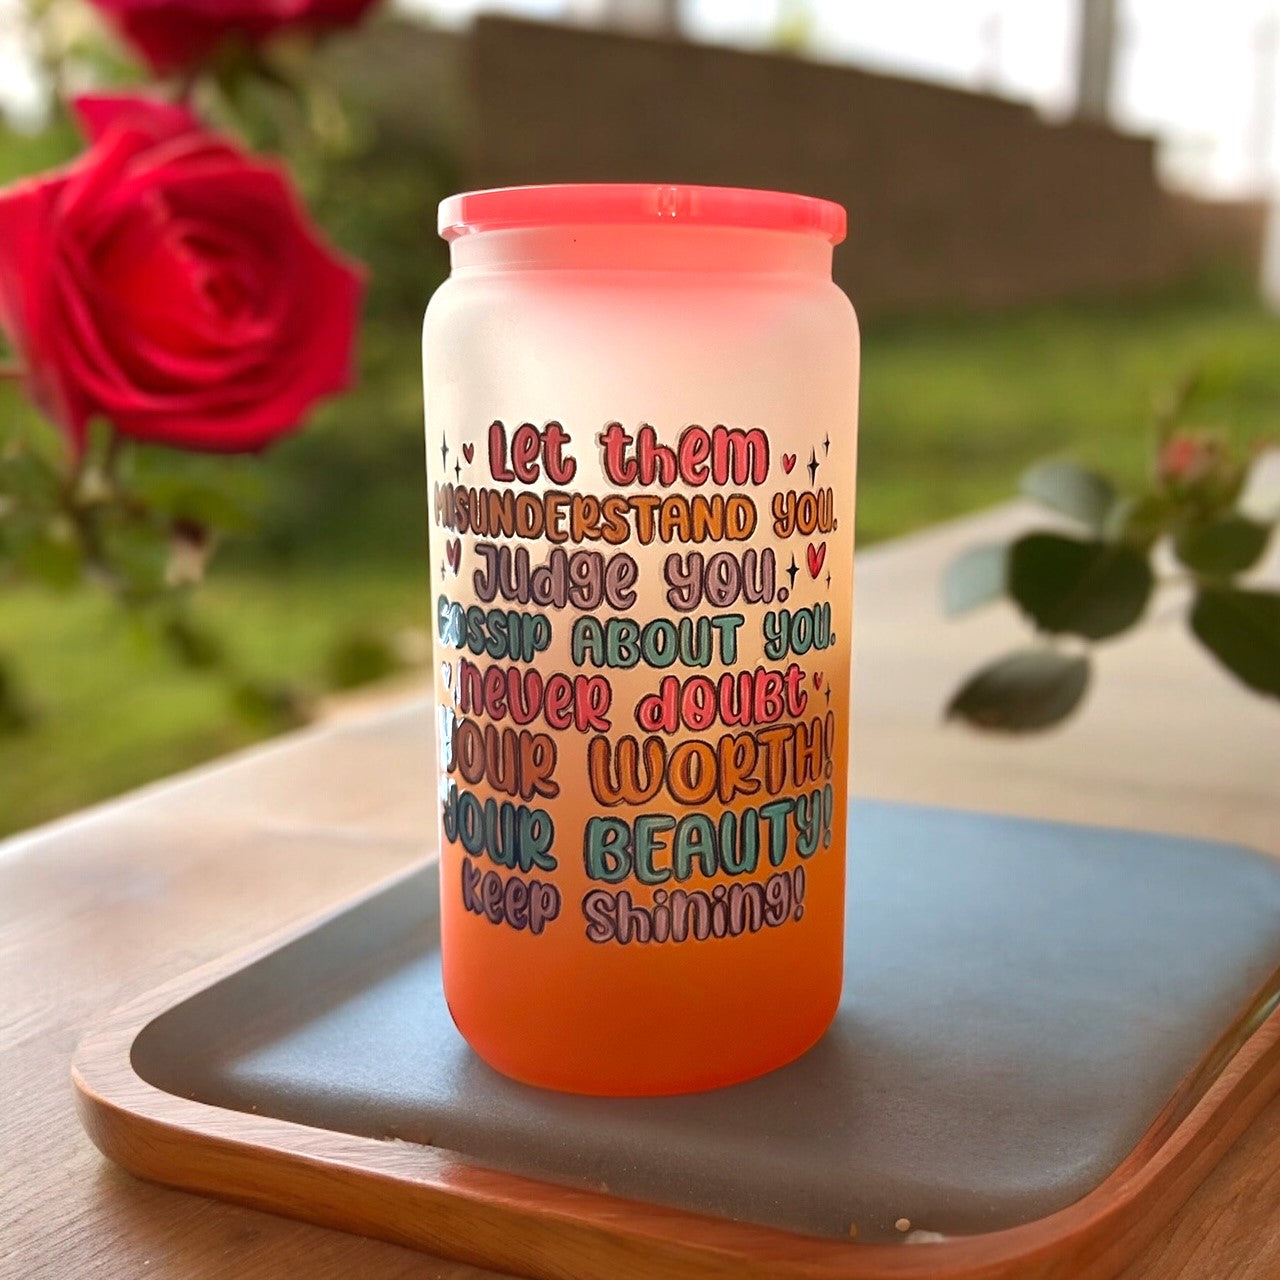 Let them
MISUNDERSTAND YOU.
Judge you.
GOSSIP ABOUT YOU.
never doubt
YOUR WORTH!
YOUR BEAUTY!
keep shining!